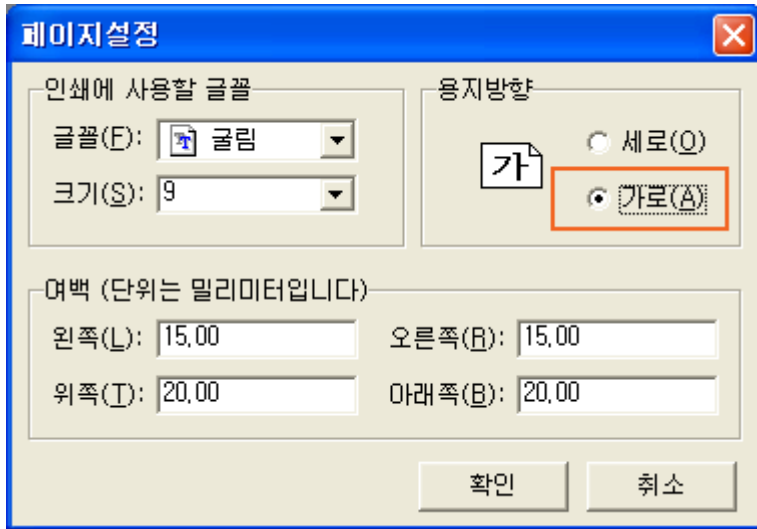 페이지설정
인쇄에 사용할 글꼴
글꼴(F): 굴림
크기(S): 9
용지방향
가
세로(O)
가로(A)
여백 (단위는 밀리미터입니다)
왼쪽(L): 15,00 오른쪽(R): 15,00
위쪽(T): 20,00 아래쪽(B): 20,00
확인 취소